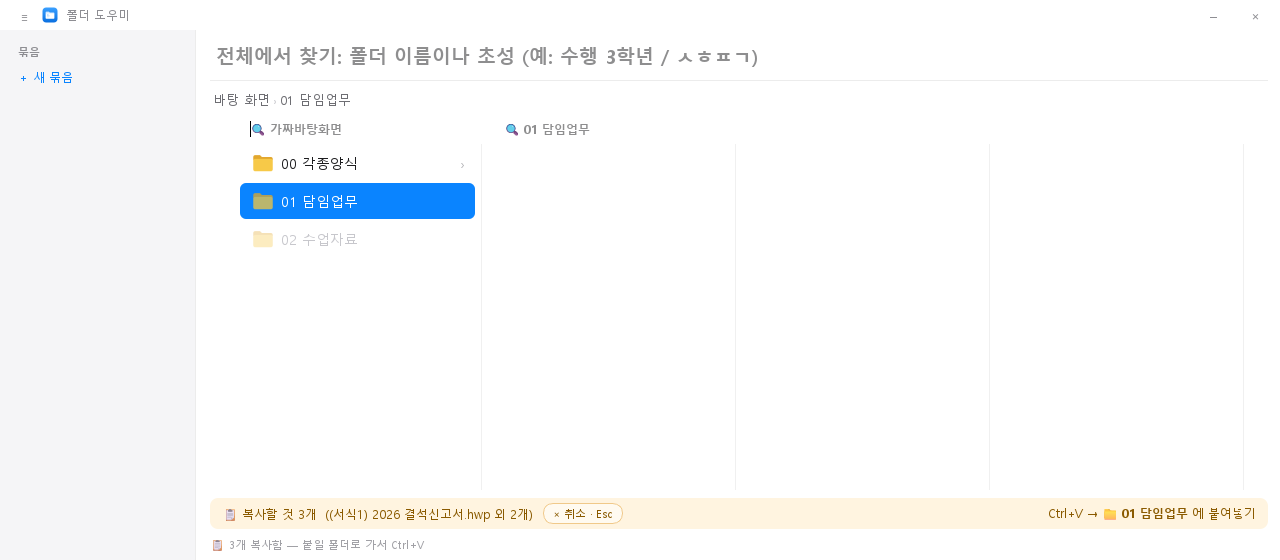 ≡ 폴더 도우미 – ×
묶음
+ 새 묶음
전체에서 찾기: 폴더 이름이나 초성 (예: 수행 3학년 / ㅅㅎㅍㄱ)
바탕 화면 › 01 담임업무
가짜바탕화면
01 담임업무
00 각종양식 ›
01 담임업무
02 수업자료
복사할 것 3개 ((서식1) 2026 결석신고서.hwp 외 2개) × 취소 · Esc Ctrl+V → 01 담임업무 에 붙여넣기
3개 복사함 — 붙일 폴더로 가서 Ctrl+V